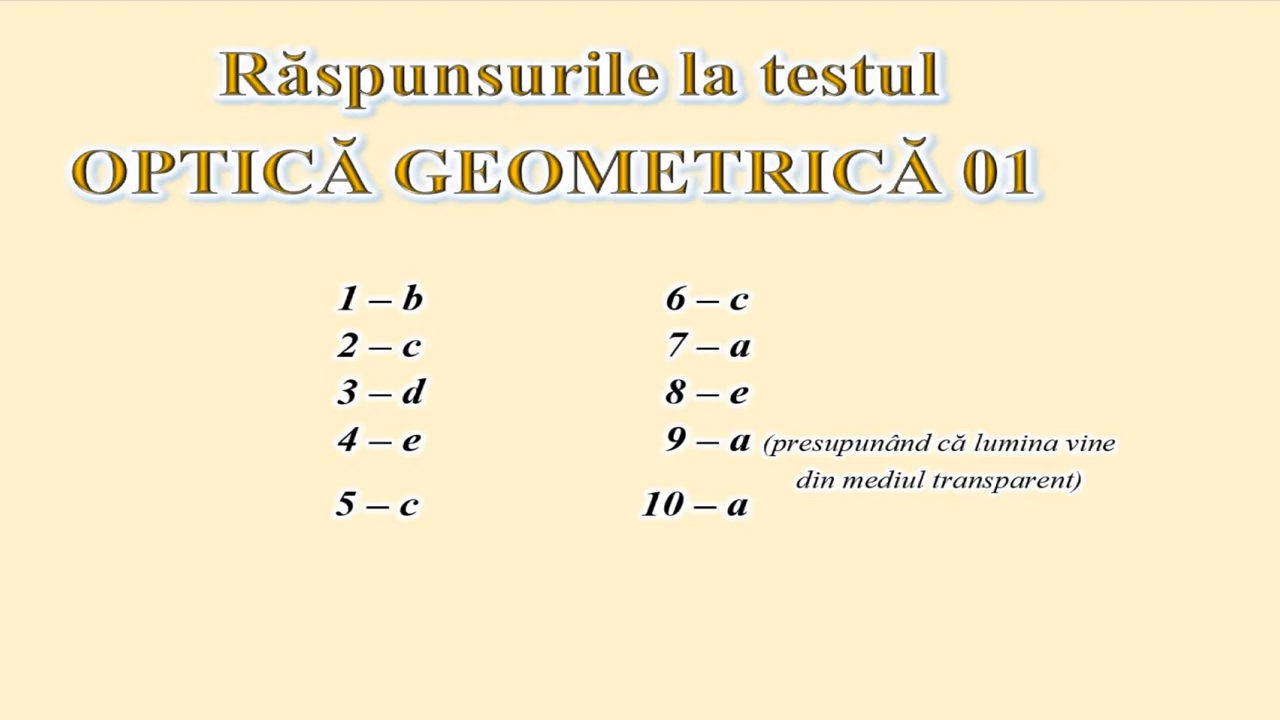 Răspunsurile la testul
OPTICĂ GEOMETRICĂ 01
1 – b
2 – c
3 – d
4 – e
5 – c
6 – c
7 – a
8 – e
9 – a (presupunând că lumina vine
din mediul transparent)
10 – a